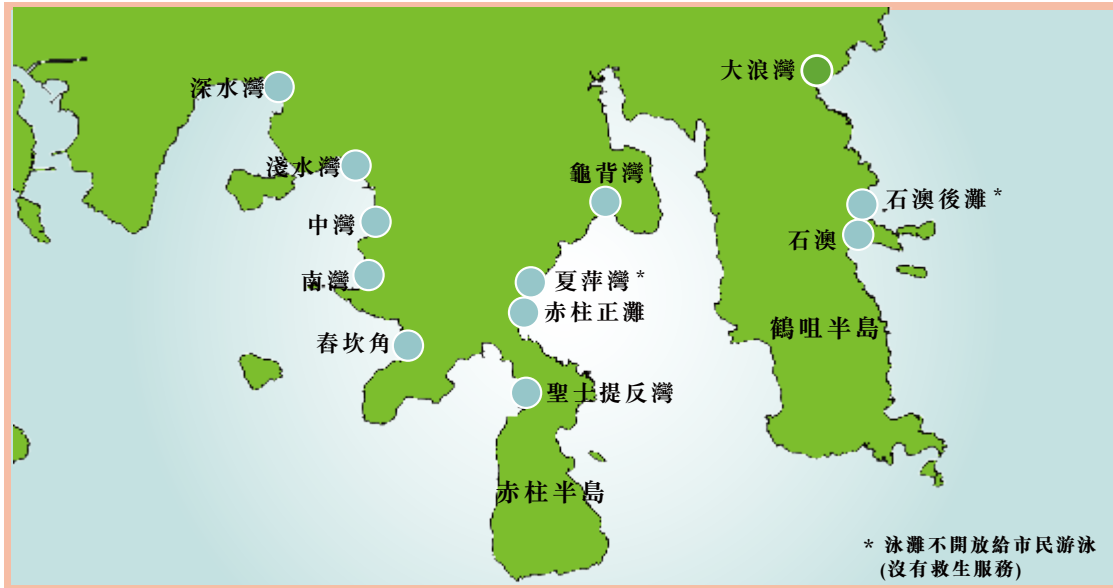 大浪灣
深水灣
淺水灣
龜背灣
石澳後灘*
中灣
石澳
南灣
夏萍灣*
赤柱正灘
鶴咀半島
舂坎角
聖士提反灣
赤柱半島
* 泳灘不開放給市民游泳
(沒有救生服務)